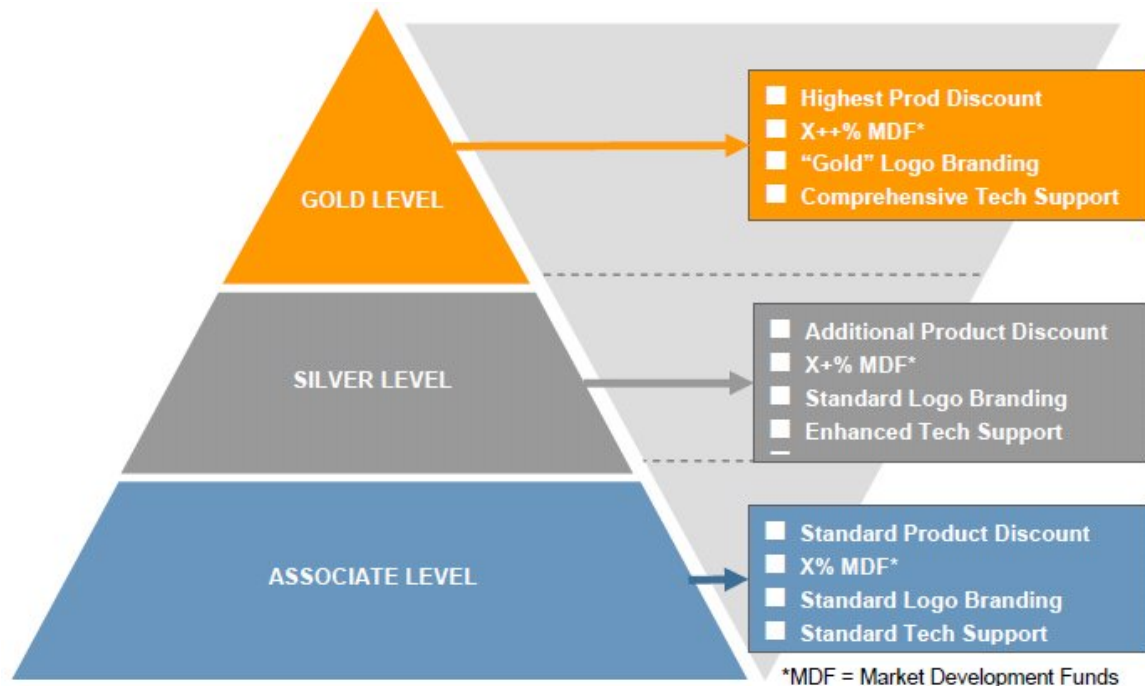 GOLD LEVEL
Highest Prod Discount
X++% MDF*
“Gold” Logo Branding
Comprehensive Tech Support
SILVER LEVEL
Additional Product Discount
X+% MDF*
Standard Logo Branding
Enhanced Tech Support
ASSOCIATE LEVEL
Standard Product Discount
X% MDF*
Standard Logo Branding
Standard Tech Support
*MDF = Market Development Funds